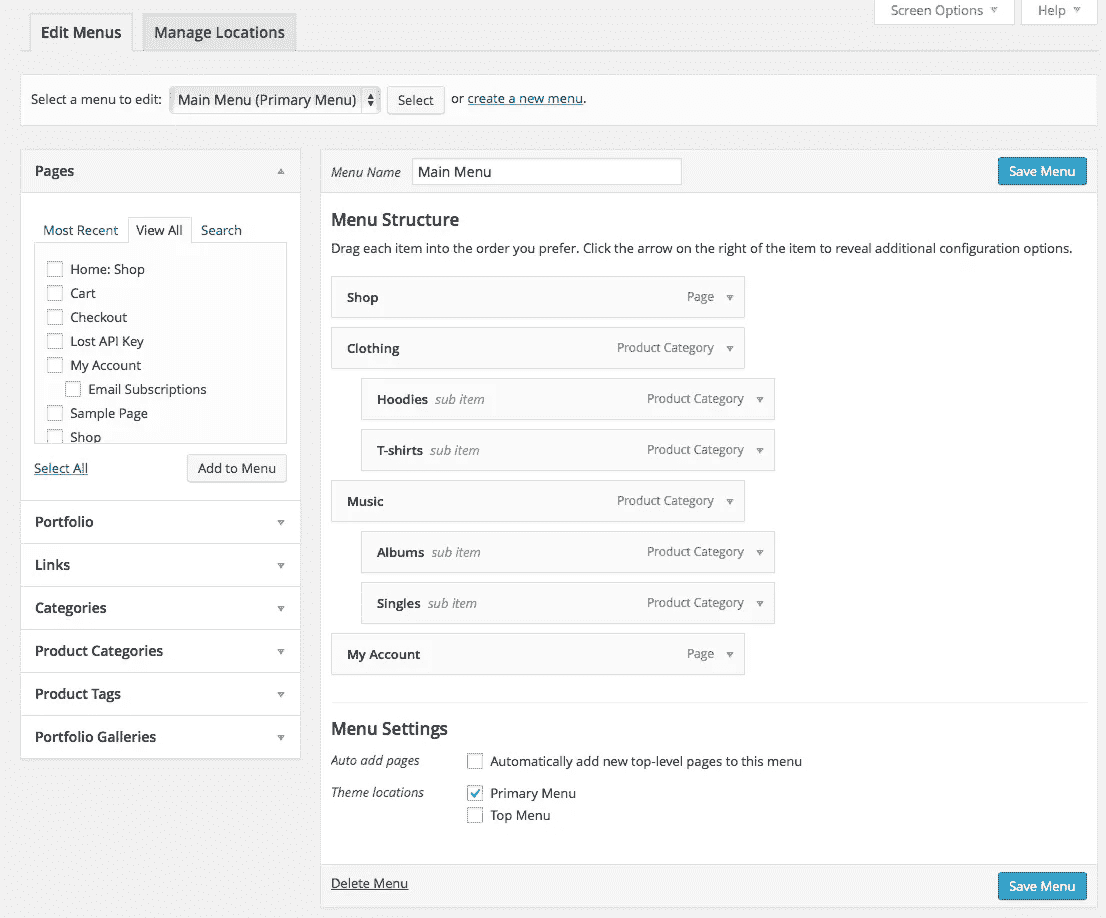 Screen Options Help
Edit Menus Manage Locations
Select a menu to edit: Main Menu (Primary Menu) Select or create a new menu.
Pages
Most Recent View All Search
Home: Shop
Cart
Checkout
Lost API Key
My Account
Email Subscriptions
Sample Page
Shop
Select All Add to Menu
Portfolio
Links
Categories
Product Categories
Product Tags
Portfolio Galleries
Menu Name Main Menu Save Menu
Menu Structure
Drag each item into the order you prefer. Click the arrow on the right of the item to reveal additional configuration options.
Shop Page
Clothing Product Category
Hoodies sub item Product Category
T-shirts sub item Product Category
Music Product Category
Albums sub item Product Category
Singles sub item Product Category
My Account Page
Menu Settings
Auto add pages Automatically add new top-level pages to this menu
Theme locations Primary Menu
Top Menu
Delete Menu Save Menu